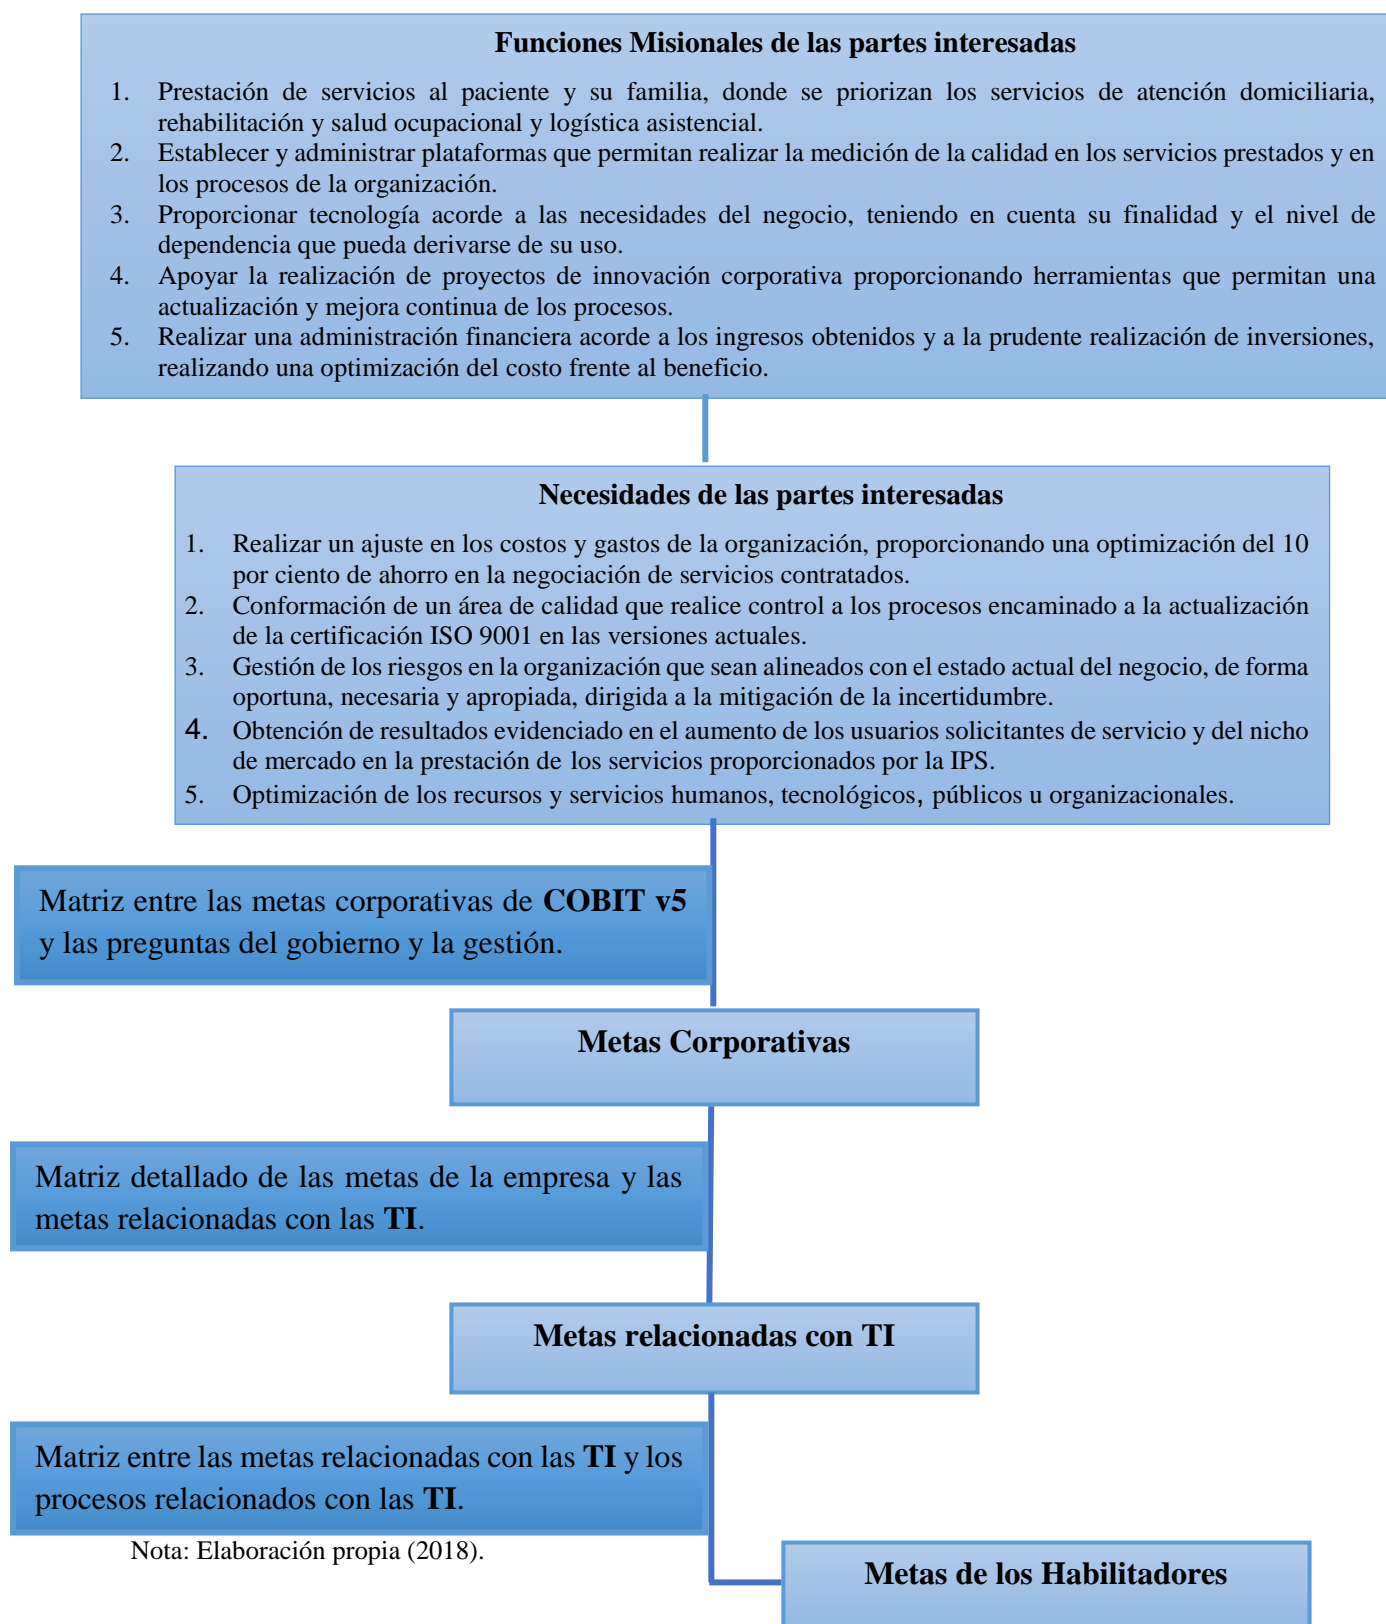 Funciones Misionales de las partes interesadas
1. Prestación de servicios al paciente y su familia, donde se priorizan los servicios de atención domiciliaria,
rehabilitación y salud ocupacional y logística asistencial.
2. Establecer y administrar plataformas que permitan realizar la medición de la calidad en los servicios prestados y en
los procesos de la organización.
3. Proporcionar tecnología acorde a las necesidades del negocio, teniendo en cuenta su finalidad y el nivel de
dependencia que pueda derivarse de su uso.
4. Apoyar la realización de proyectos de innovación corporativa proporcionando herramientas que permitan una
actualización y mejora continua de los procesos.
5. Realizar una administración financiera acorde a los ingresos obtenidos y a la prudente realización de inversiones,
realizando una optimización del costo frente al beneficio.
Necesidades de las partes interesadas
1. Realizar un ajuste en los costos y gastos de la organización, proporcionando una optimización del 10
por ciento de ahorro en la negociación de servicios contratados.
2. Conformación de un área de calidad que realice control a los procesos encaminado a la actualización
de la certificación ISO 9001 en las versiones actuales.
3. Gestión de los riesgos en la organización que sean alineados con el estado actual del negocio, de forma
oportuna, necesaria y apropiada, dirigida a la mitigación de la incertidumbre.
4. Obtención de resultados evidenciado en el aumento de los usuarios solicitantes de servicio y del nicho
de mercado en la prestación de los servicios proporcionados por la IPS.
5. Optimización de los recursos y servicios humanos, tecnológicos, públicos u organizacionales.
Matriz entre las metas corporativas de COBIT v5
y las preguntas del gobierno y la gestión.
Metas Corporativas
Matriz detallado de las metas de la empresa y las
metas relacionadas con las TI.
Metas relacionadas con TI
Matriz entre las metas relacionadas con las TI y los
procesos relacionados con las TI.
Nota: Elaboración propia (2018).
Metas de los Habilitadores